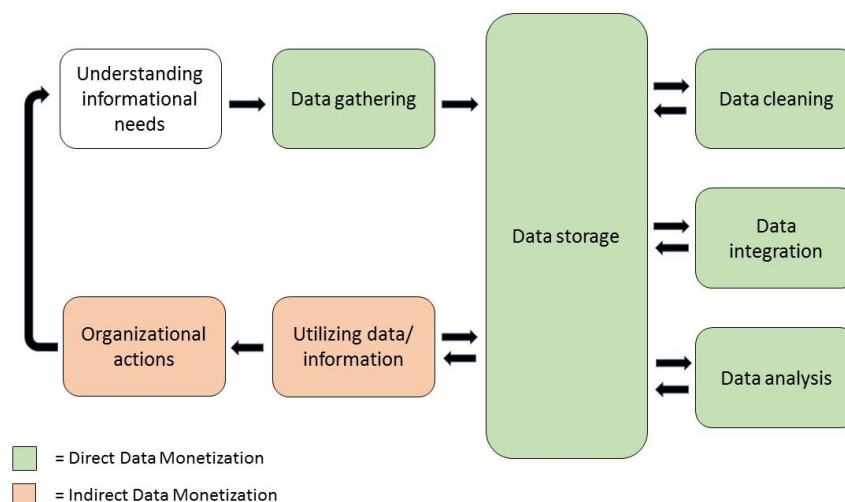 Understanding
informational
needs
Data gathering
Data storage
Data cleaning
Data
integration
Data analysis
Utilizing data/
information
Organizational
actions
= Direct Data Monetization
= Indirect Data Monetization